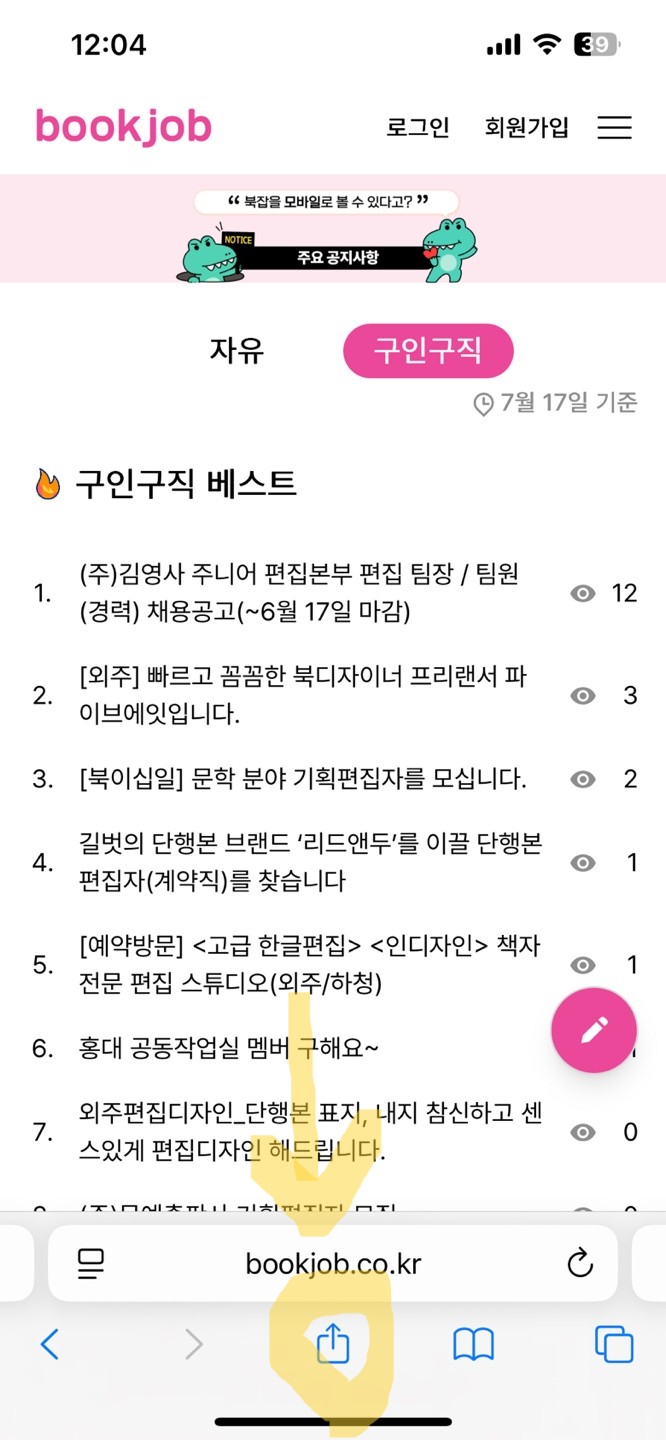 12:04
39
bookjob
로그인
회원가입
“ 북잡을 모바일로 볼 수 있다고? ”
NOTICE
주요 공지사항
자유
구인구직
7월 17일 기준
구인구직 베스트
1. (주)김영사 주니어 편집본부 편집 팀장 / 팀원
(경력) 채용공고(~6월 17일 마감)
12
2. [외주] 빠르고 꼼꼼한 북디자이너 프리랜서 파
이브에잇입니다.
3
3. [북이십일] 문학 분야 기획편집자를 모십니다. 2
4. 길벗의 단행본 브랜드 ‘리드앤두’를 이끌 단행본
편집자(계약직)를 찾습니다
1
5. [예약방문] <고급 한글편집> <인디자인> 책자
전문 편집 스튜디오(외주/하청)
1
6. 홍대 공동작업실 멤버 구해요~
7. 외주편집디자인_단행본 표지, 내지 참신하고 센
스있게 편집디자인 해드립니다.
0
bookjob.co.kr